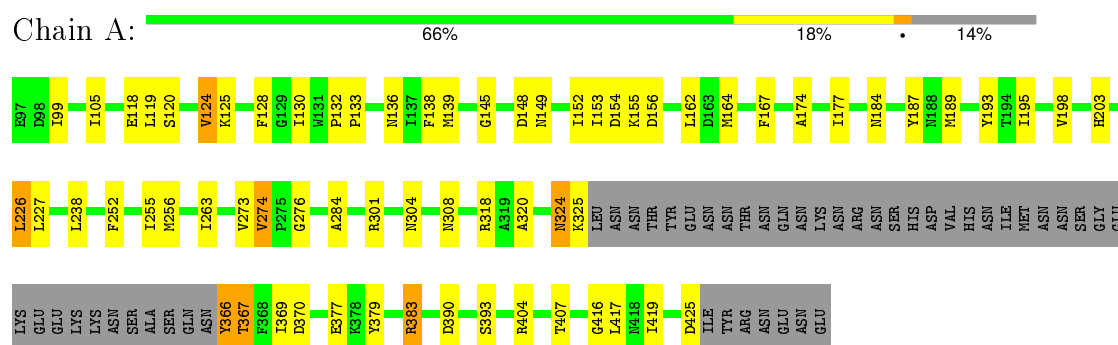 Chain A:
66% 18% • 14%
E97 D98 I99 I105 E118 L119 S120 V124 K125 F128 G129 I130 W131 P132 P133 N136 I137 F138 M139 G145 D148 N149 I152 I153 D154 K155 D156 L162 D163 M164 F167 A174 I177 N184 Y187 N188 M189 Y193 T194 I195 V198 H203
L226 L227 L238 F252 I255 M256 I263 V273 V274 P275 G276 A284 R301 N304 N308 R318 A319 A320 N324 K325 LEU ASN ASN THR TYR GLU ASN ASN THR ASN GLN ASN LYS ASN ARG ASN SER HIS ASP VAL HIS ASN ILE MET ASN ASN SER GLY GLU
LYS GLU GLU LYS LYS ASN SER ALA SER GLN ASN Y366 T367 F368 I369 D370 E377 K378 Y379 R383 D390 S393 R404 T407 G416 L417 N418 I419 D425 ILE TYR ARG ASN GLU ASN GLU